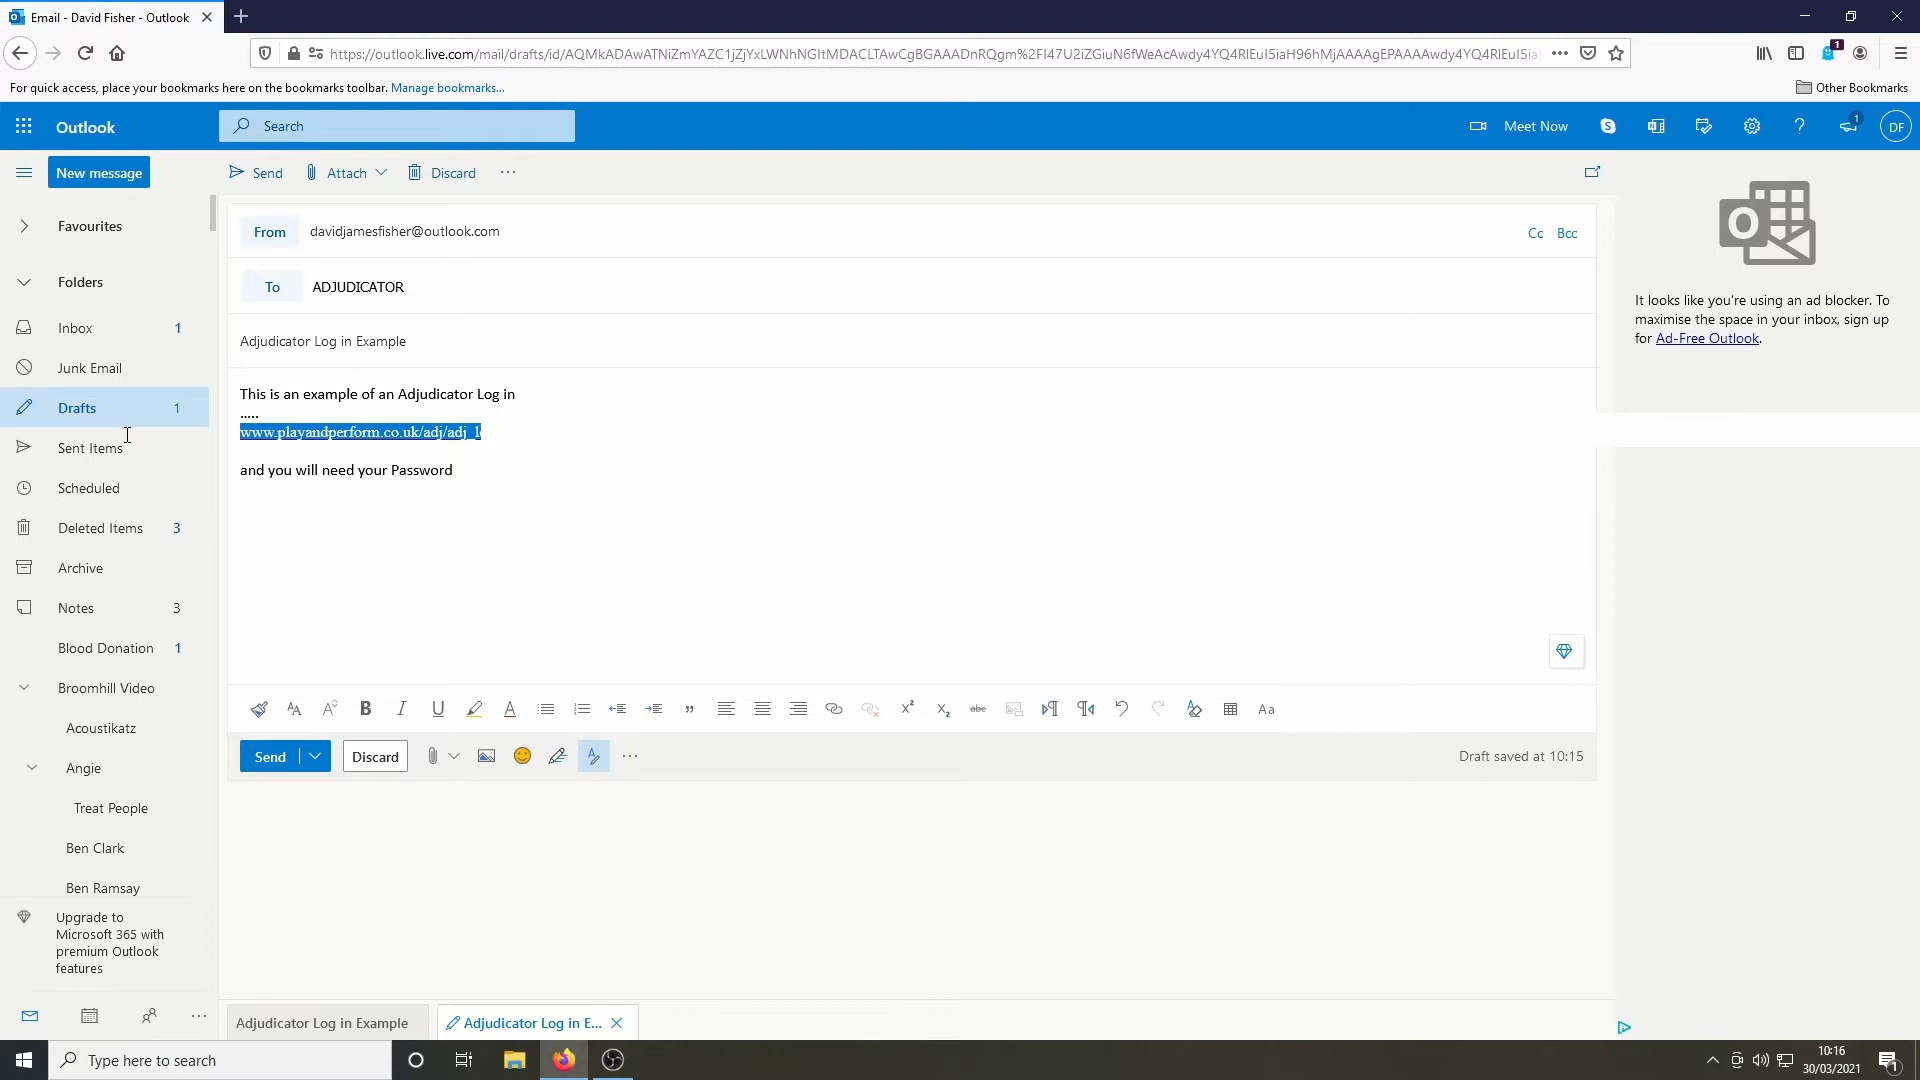 Email - David Fisher - Outlook
https://outlook.live.com/mail/drafts/id/
For quick access, place your bookmarks here on the bookmarks toolbar. Manage bookmarks...
Other Bookmarks
Outlook
Search
Meet Now
1
DF
New message
Send
Attach
Discard
Favourites
Folders
Inbox 1
Junk Email
Drafts 1
Sent Items
Scheduled
Deleted Items 3
Archive
Notes 3
Blood Donation 1
Broomhill Video
Acoustikatz
Angie
Treat People
Ben Clark
Ben Ramsay
Upgrade to
Microsoft 365 with
premium Outlook
features
From davidjamesfisher@outlook.com
Cc Bcc
To ADJUDICATOR
Adjudicator Log in Example
This is an example of an Adjudicator Log in
.....
www.playandperform.co.uk/adj/adj_
and you will need your Password
Send
Discard
Draft saved at 10:15
Adjudicator Log in Example
Adjudicator Log in E...
It looks like you're using an ad blocker. To
maximise the space in your inbox, sign up
for Ad-Free Outlook.
Type here to search
10:16
30/03/2021
1